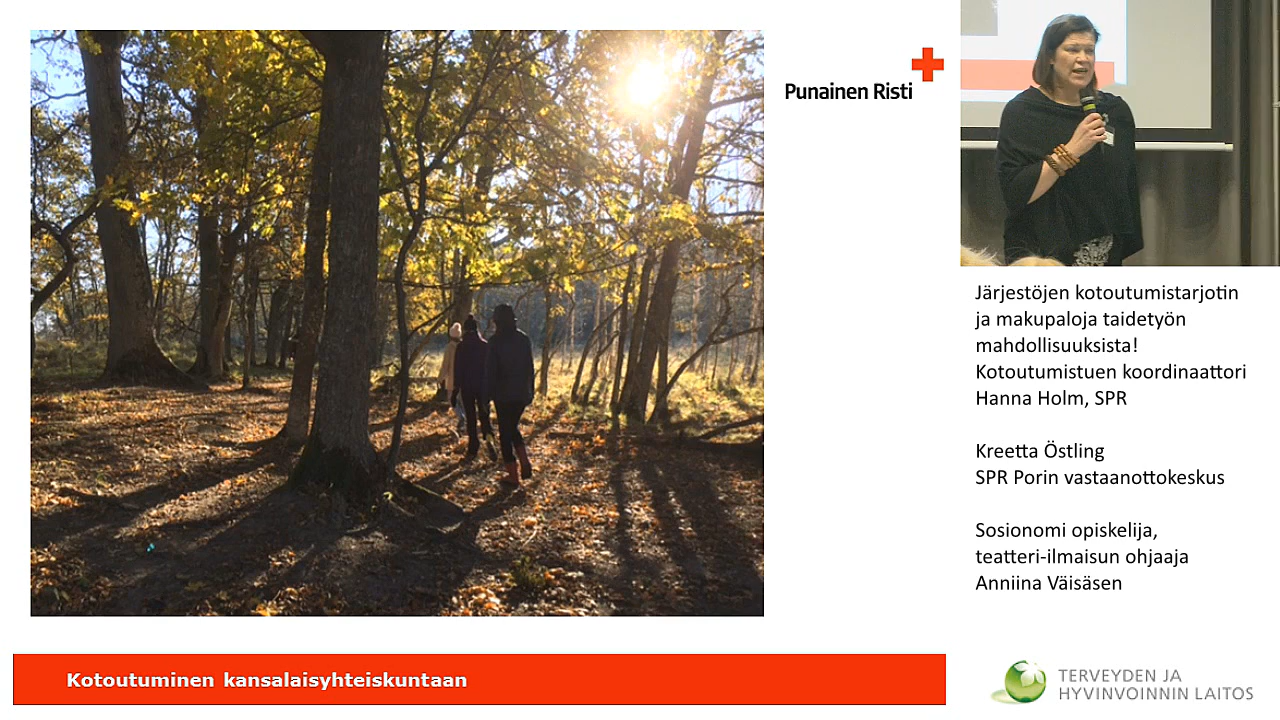 Punainen Risti
Järjestöjen kotoutumistarjotin
ja makupaloja taidetyön
mahdollisuuksista!
Kotoutumistuen koordinaattori
Hanna Holm, SPR
Kreetta Östling
SPR Porin vastaanottokeskus
Sosionomi opiskelija,
teatteri-ilmaisun ohjaaja
Anniina Väisäsen
Kotoutuminen kansalaisyhteiskuntaan
TERVEYDEN JA
HYVINVOINNIN LAITOS